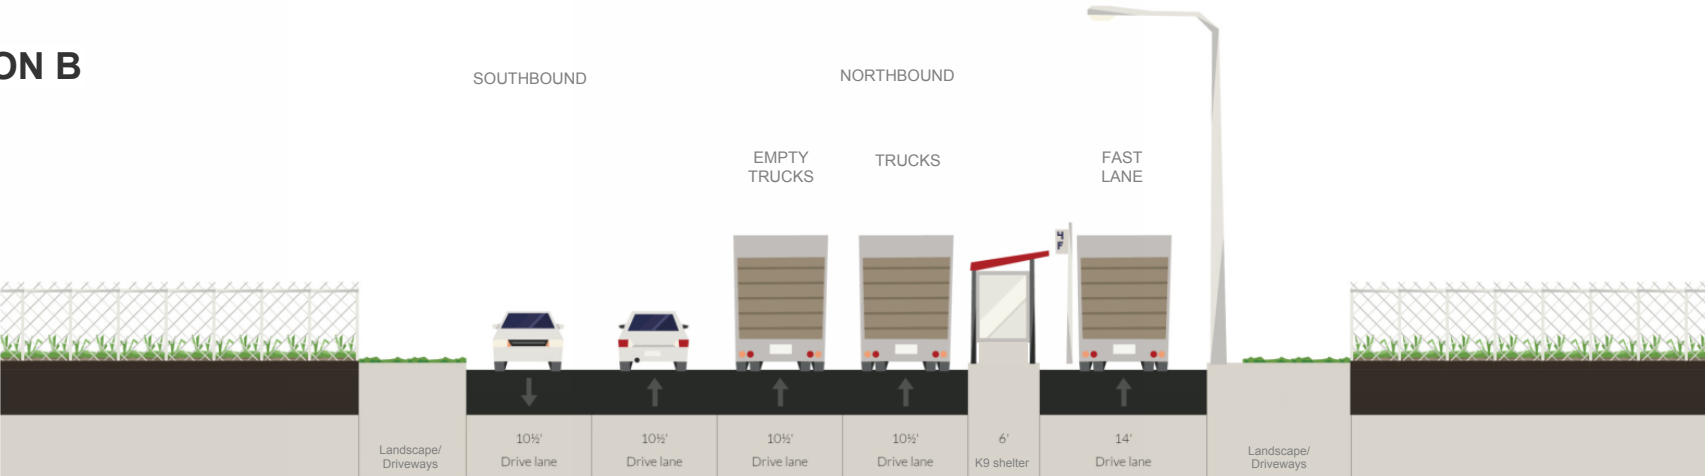 ON B
SOUTHBOUND
NORTHBOUND
EMPTY
TRUCKS
TRUCKS
FAST
LANE
Landscape/
Driveways
10½'
Drive lane
10½'
Drive lane
10½'
Drive lane
10½'
Drive lane
6'
K9 shelter
14'
Drive lane
Landscape/
Driveways